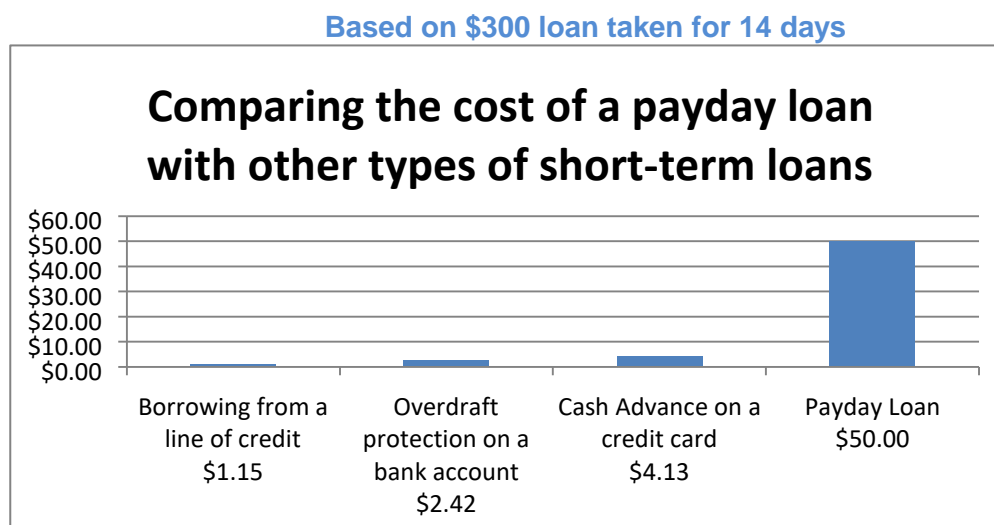 Based on $300 loan taken for 14 days
Comparing the cost of a payday loan
with other types of short-term loans
$60.00
$50.00
$40.00
$30.00
$20.00
$10.00
$0.00
Borrowing from a
line of credit
$1.15
Overdraft
protection on a
bank account
$2.42
Cash Advance on a
credit card
$4.13
Payday Loan
$50.00